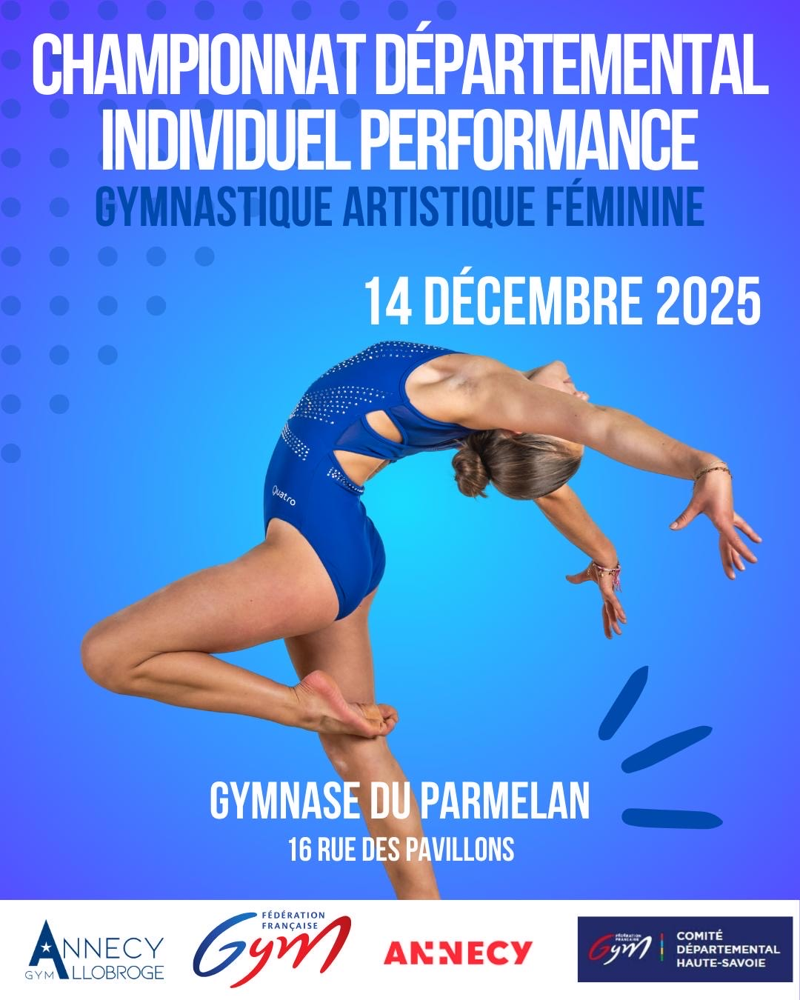 CHAMPIONNAT DÉPARTEMENTAL
INDIVIDUEL PERFORMANCE
GYMNASTIQUE ARTISTIQUE FÉMININE
14 DÉCEMBRE 2025
Quatro
GYMNASE DU PARMELAN
16 RUE DES PAVILLONS
ANNECY
GYM ALLOBROGE
FÉDÉRATION
FRANÇAISE
Gym
ANNECY
FÉDÉRATION
FRANÇAISE
Gym
COMITÉ
DÉPARTEMENTAL
HAUTE-SAVOIE